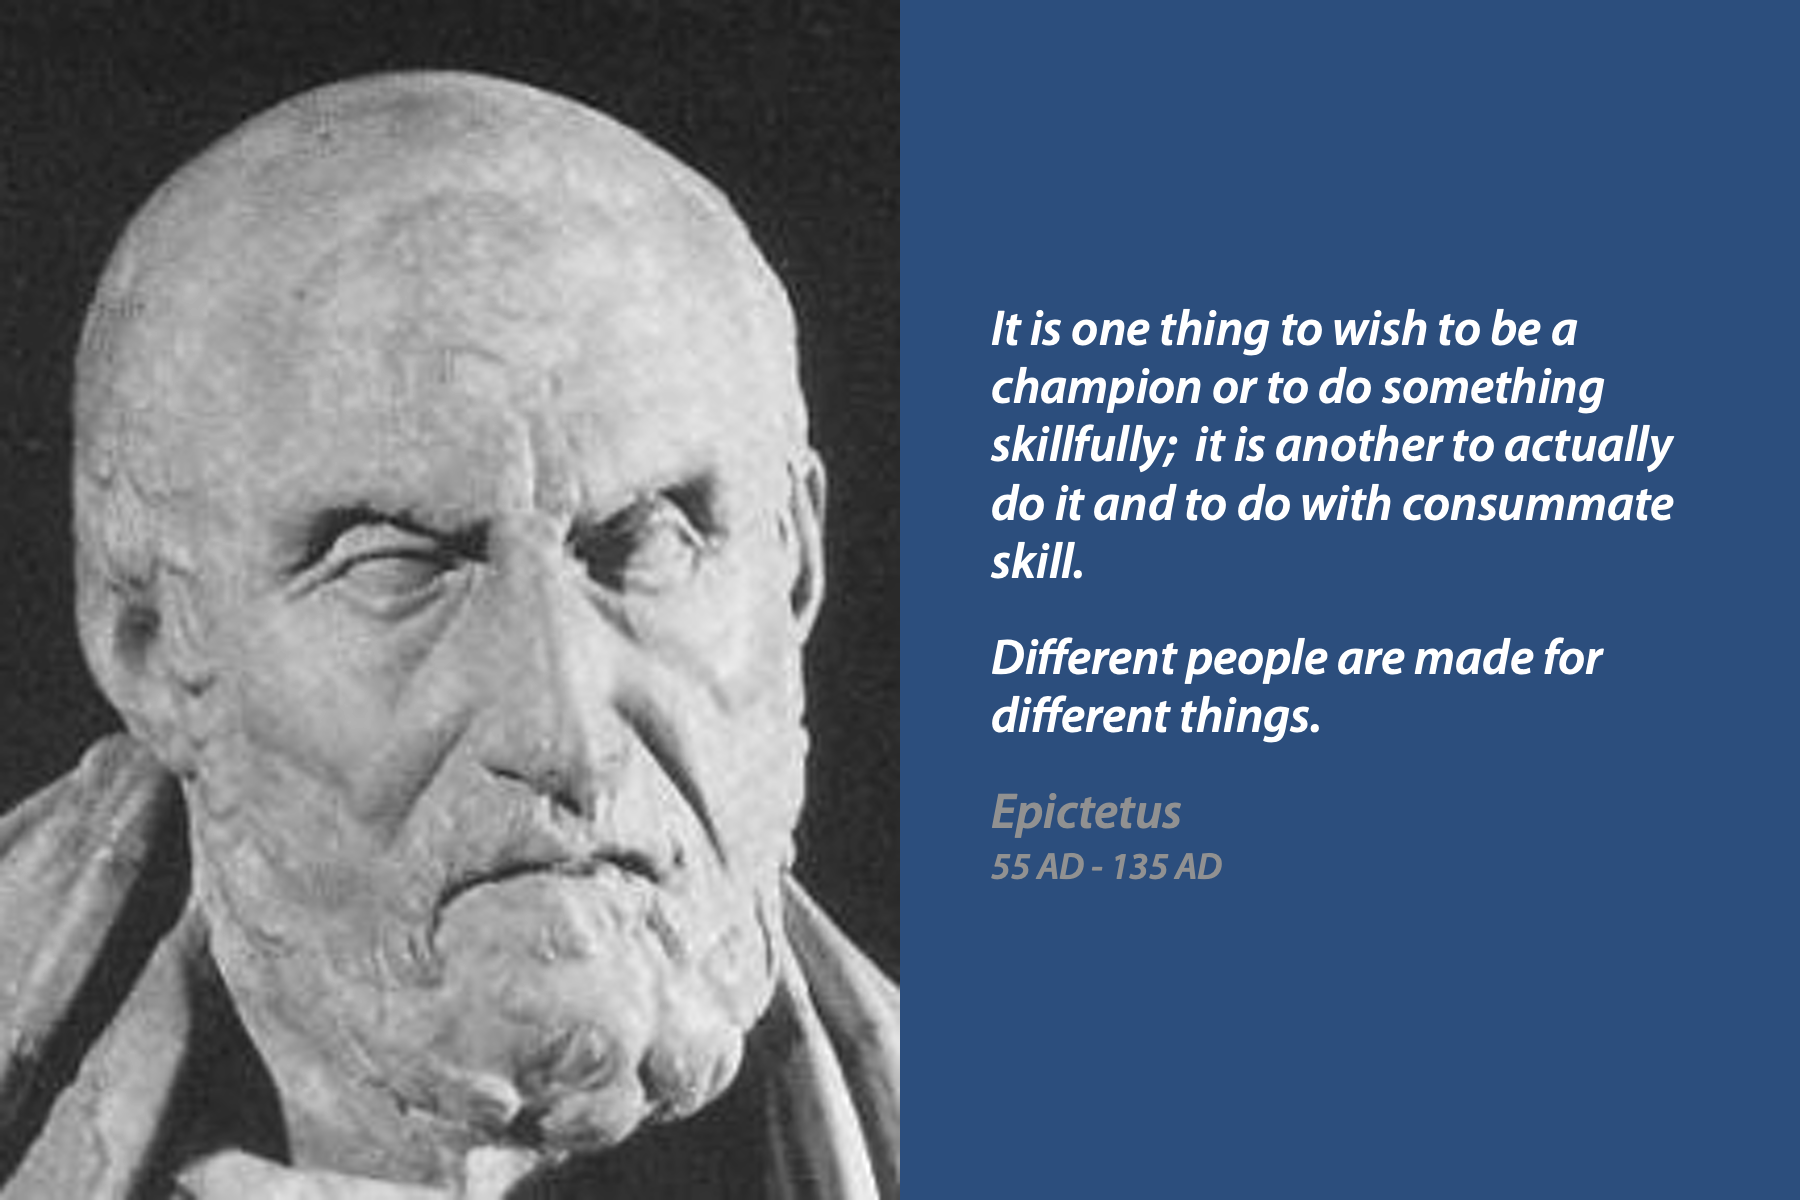 It is one thing to wish to be a
champion or to do something
skillfully;  it is another to actually
do it and to do with consummate
skill.
Different people are made for
different things.
Epictetus
55 AD - 135 AD